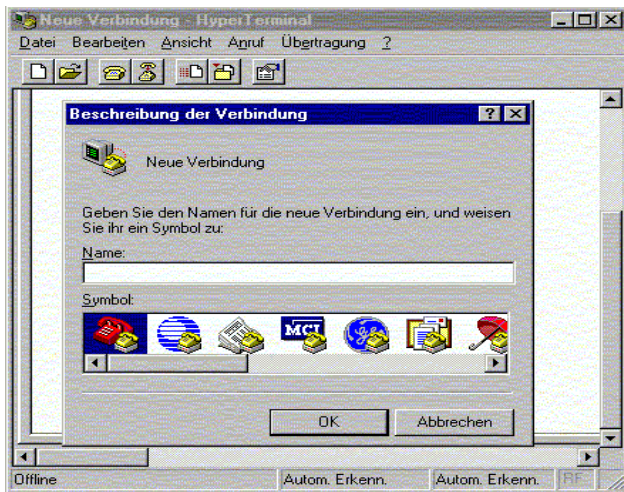 Neue Verbindung - HyperTerminal
Datei Bearbeiten Ansicht Anruf Übertragung ?
Beschreibung der Verbindung
Neue Verbindung
Geben Sie den Namen für die neue Verbindung ein, und weisen
Sie ihr ein Symbol zu:
Name:
Symbol:
MCI
OK Abbrechen
Offline Autom. Erkenn. Autom. Erkenn. RF